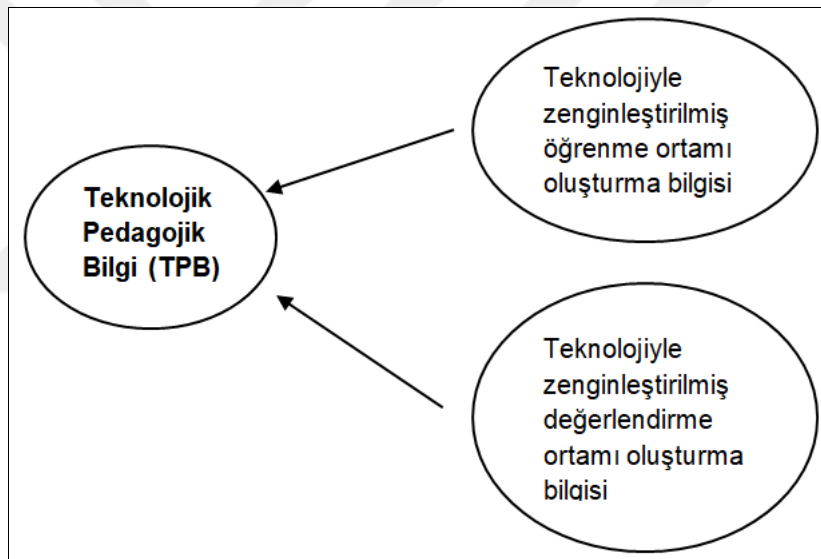 Teknolojiyle
zenginleştirilmiş
öğrenme ortamı
oluşturma bilgisi
Teknolojik
Pedagojik
Bilgi (TPB)
Teknolojiyle
zenginleştirilmiş
değerlendirme
ortamı oluşturma
bilgisi